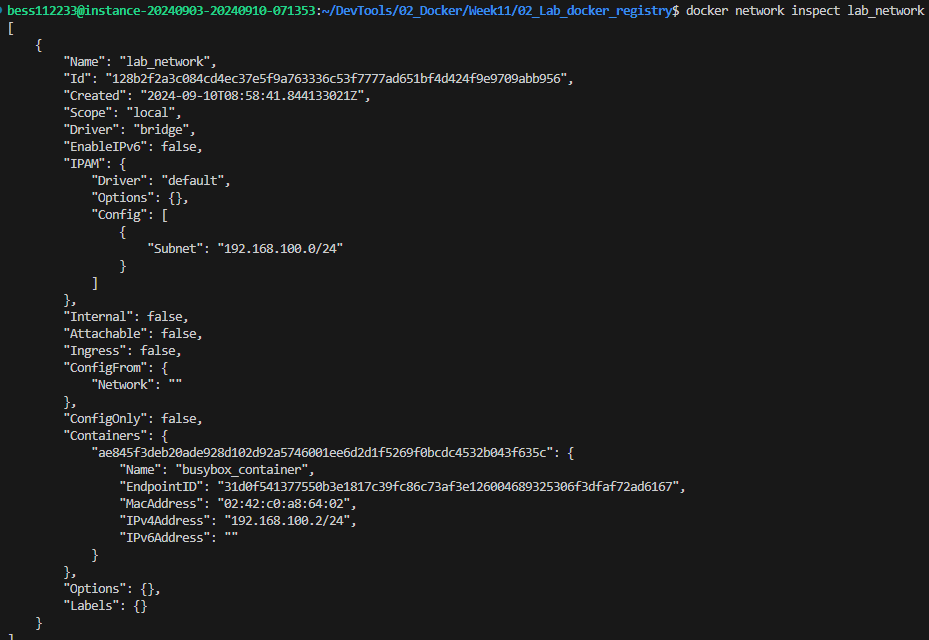 bess112233@instance-20240903-20240910-071353:~/DevTools/02_Docker/Week11/02_Lab_docker_registry$ docker network inspect lab_network
[
    {
        "Name": "lab_network",
        "Id": "128b2f2a3c084cd4ec37e5f9a763336c53f7777ad651bf4d424f9e9709abb956",
        "Created": "2024-09-10T08:58:41.844133021Z",
        "Scope": "local",
        "Driver": "bridge",
        "EnableIPv6": false,
        "IPAM": {
            "Driver": "default",
            "Options": {},
            "Config": [
                {
                    "Subnet": "192.168.100.0/24"
                }
            ]
        },
        "Internal": false,
        "Attachable": false,
        "Ingress": false,
        "ConfigFrom": {
            "Network": ""
        },
        "ConfigOnly": false,
        "Containers": {
            "ae845f3deb20ade928d102d92a5746001ee6d2d1f5269f0bcdc4532b043f635c": {
                "Name": "busybox_container",
                "EndpointID": "31d0f541377550b3e1817c39fc86c73af3e126004689325306f3dfaf72ad6167",
                "MacAddress": "02:42:c0:a8:64:02",
                "IPv4Address": "192.168.100.2/24",
                "IPv6Address": ""
            }
        },
        "Options": {},
        "Labels": {}
    }
]